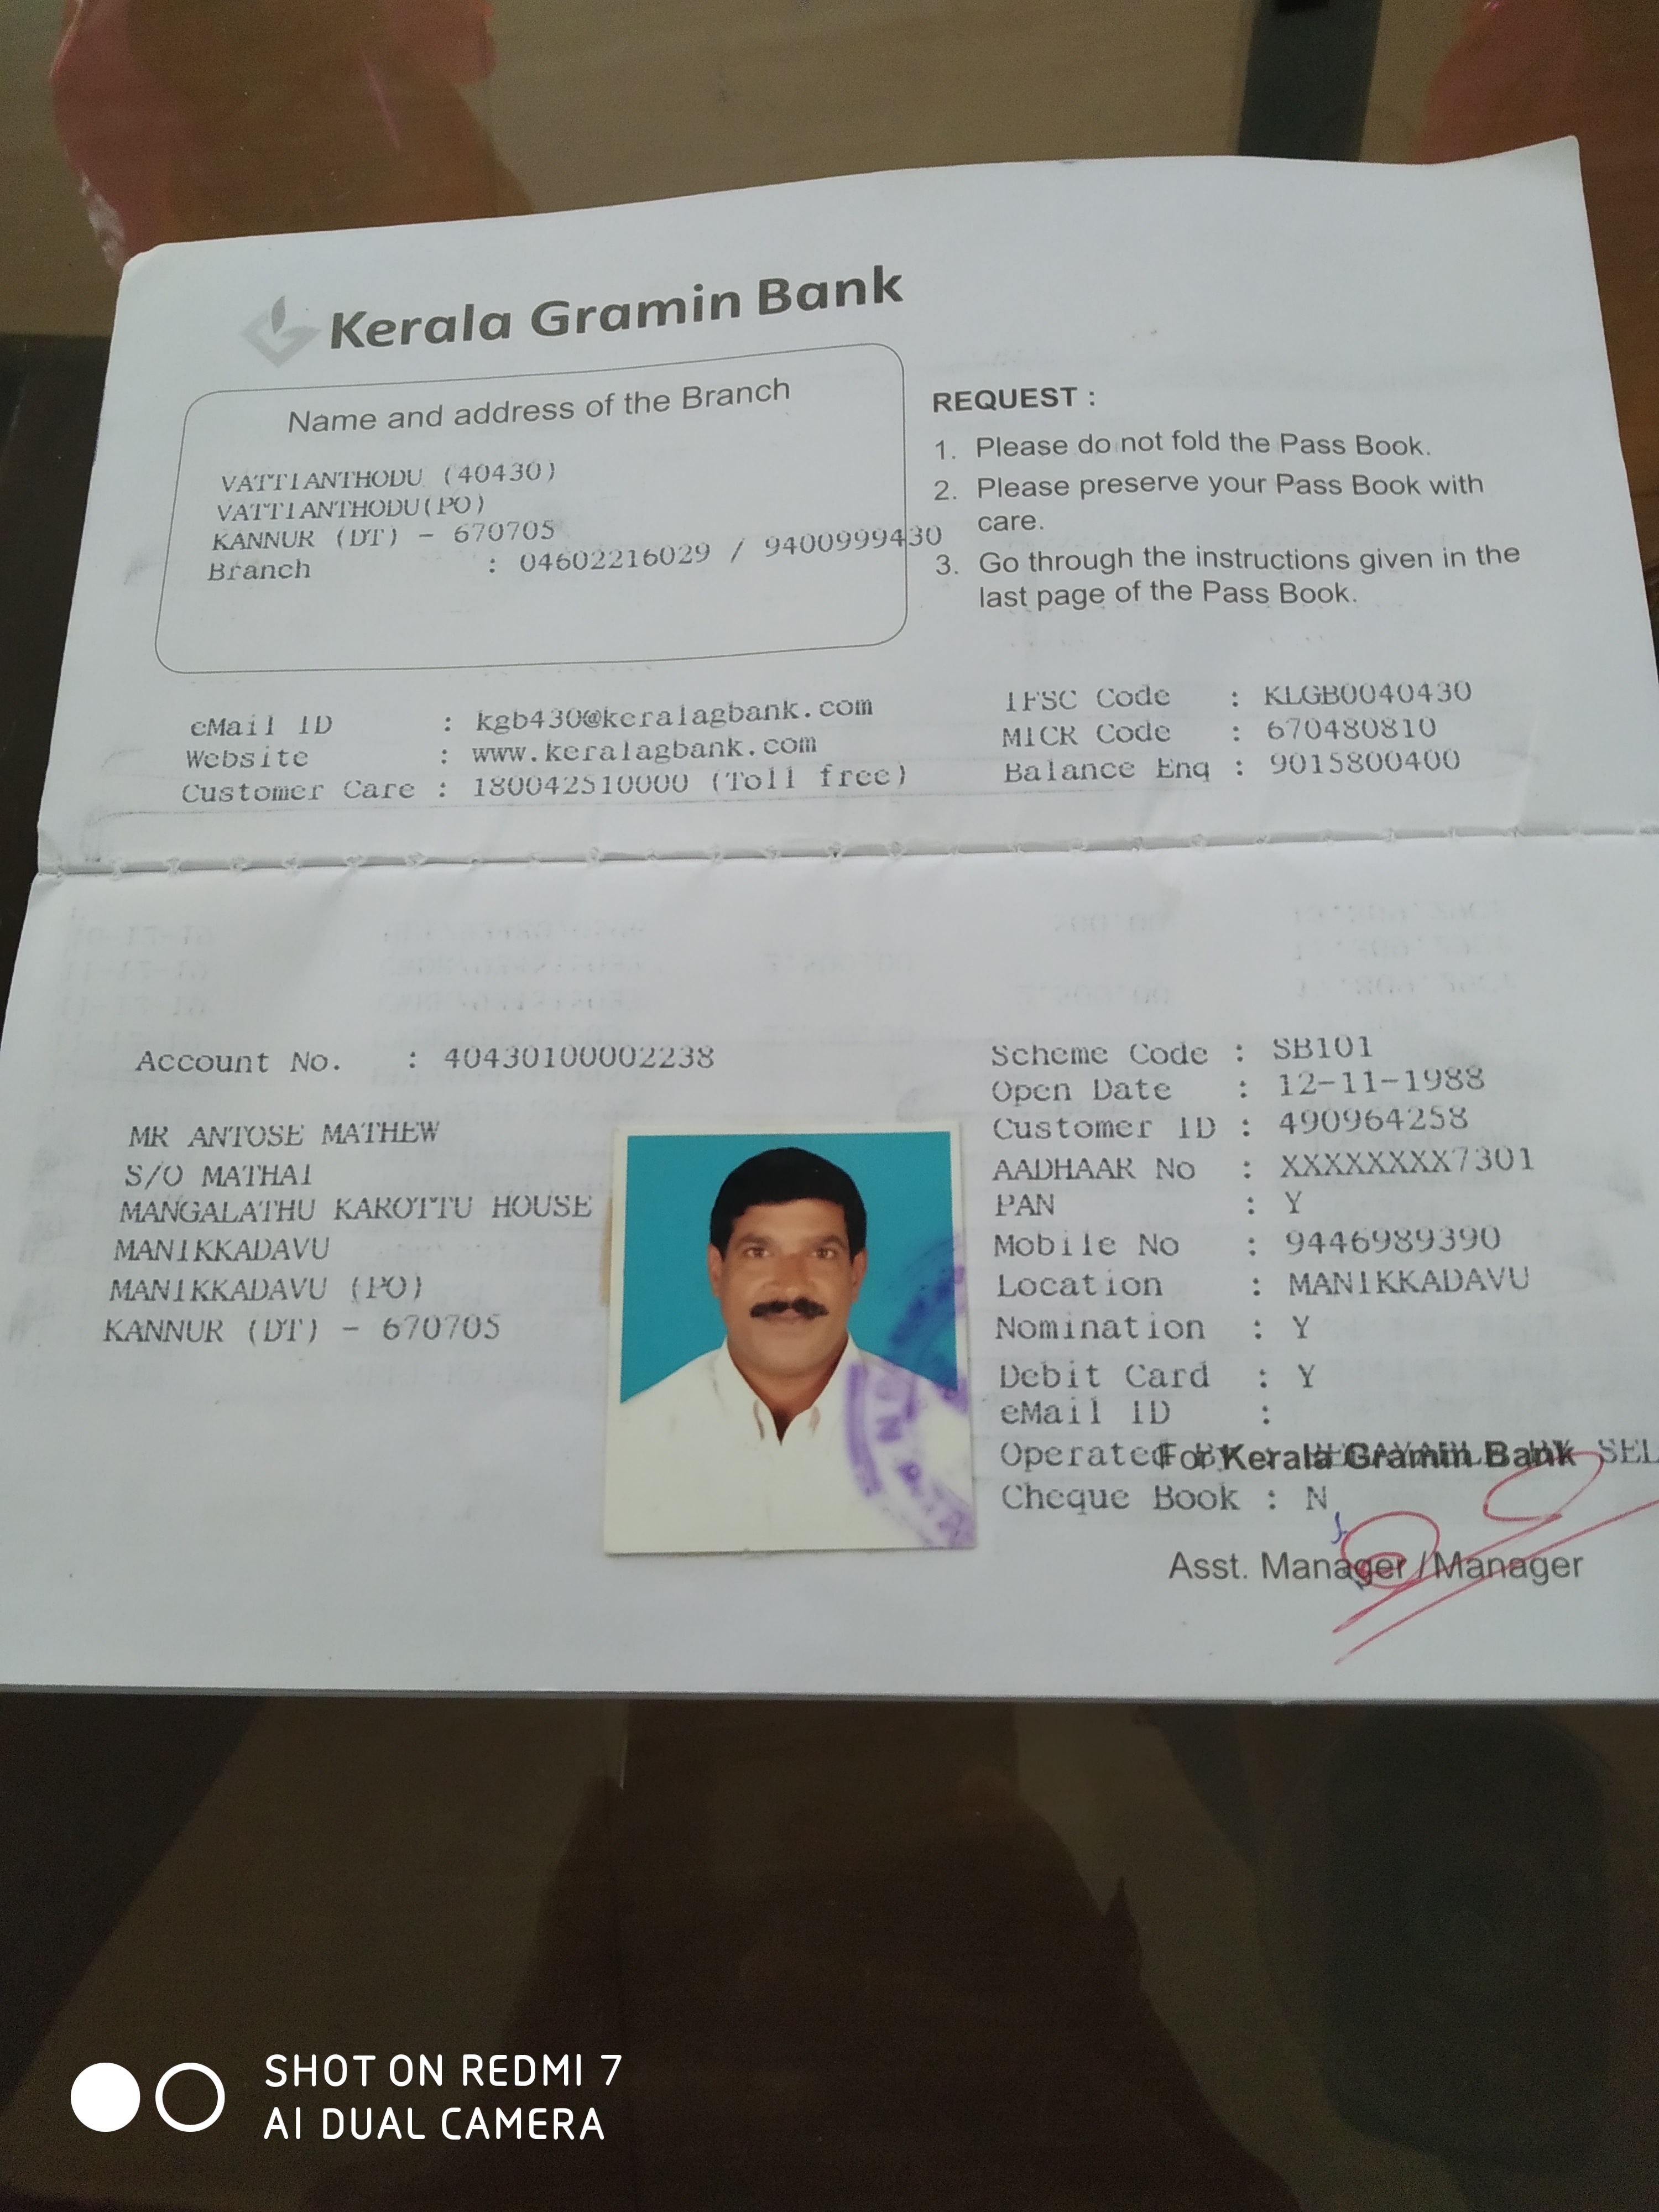 Kerala Gramin Bank
Name and address of the Branch
VATTIANTHODU (40430)
VATTIANTHODU(PO)
KANNUR (DT) - 670705
Branch : 04602216029 / 9400999430
REQUEST :
1. Please do not fold the Pass Book.
2. Please preserve your Pass Book with
care.
3. Go through the instructions given in the
last page of the Pass Book.
eMail ID : kgb430@keralagbank.com
Website : www.keralagbank.com
Customer Care : 180042510000 (Toll free)
IFSC Code : KLGB0040430
MICR Code : 670480810
Balance Enq : 9015800400
Account No. : 40430100002238
MR ANTOSE MATHEW
S/O MATHAI
MANGALATHU KAROTTU HOUSE
MANIKKADAVU
MANIKKADAVU (PO)
KANNUR (DT) - 670705
Scheme Code : SB101
Open Date : 12-11-1988
Customer ID : 490964258
AADHAAR No : XXXXXXXX7301
PAN : Y
Mobile No : 9446989390
Location : MANIKKADAVU
Nomination : Y
Debit Card : Y
eMail ID :
Operated SEL
For Kerala Gramin Bank
Cheque Book : N
Asst. Manager / Manager
SHOT ON REDMI 7
AI DUAL CAMERA